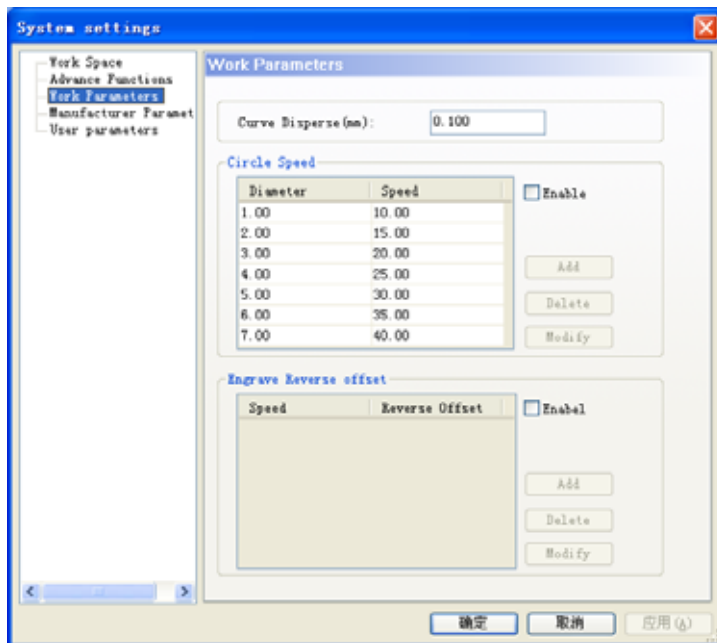 System settings
Work Space
Advance Functions
Work Parameters
Manufacturer Paramet
User parameters
Work Parameters
Curve Disperse(mm):
0.100
Circle Speed
Diameter Speed
1.00 10.00
2.00 15.00
3.00 20.00
4.00 25.00
5.00 30.00
6.00 35.00
7.00 40.00
Enable
Add
Delete
Modify
Engrave Reverse offset
Speed Reverse Offset
Enabel
Add
Delete
Modify
确定 取消 应用(A)